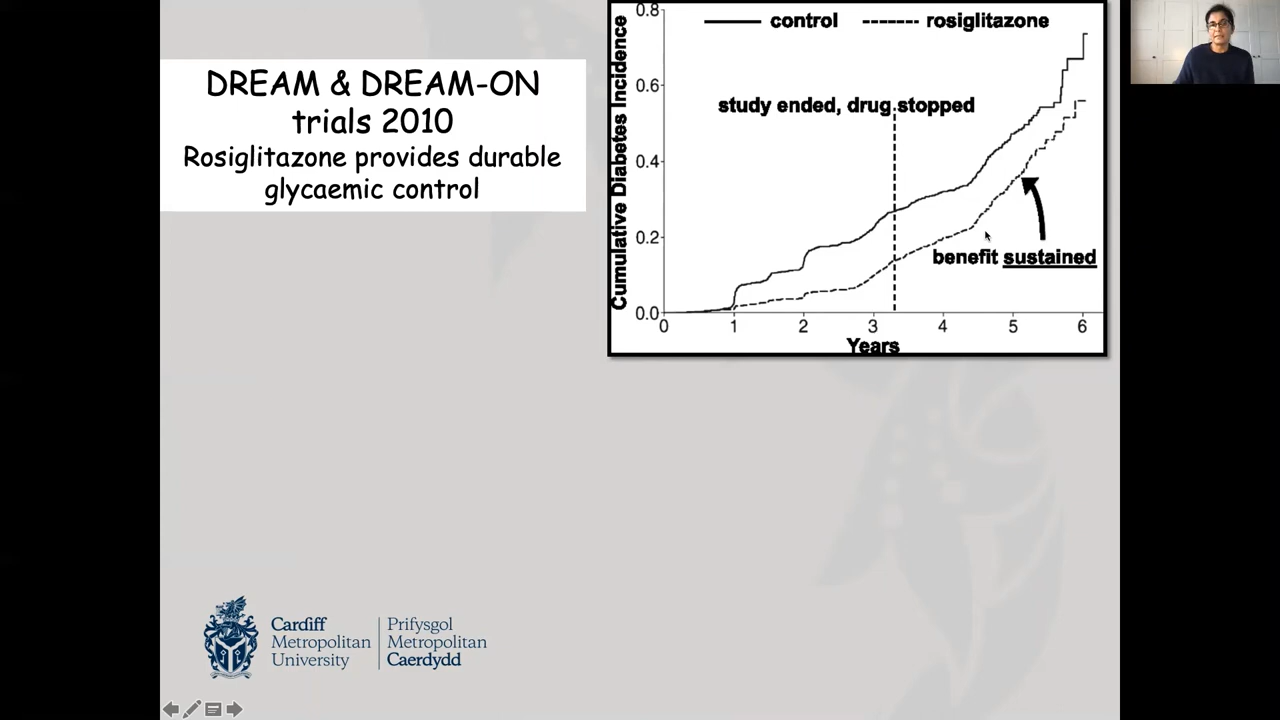 DREAM & DREAM-ON
trials 2010
Rosiglitazone provides durable
glycaemic control
Cumulative Diabetes Incidence
0.8
0.6
0.4
0.2
0.0
control
rosiglitazone
study ended, drug stopped
benefit sustained
0 1 2 3 4 5 6
Years
Cardiff
Metropolitan
University
Prifysgol
Metropolitan
Caerdydd